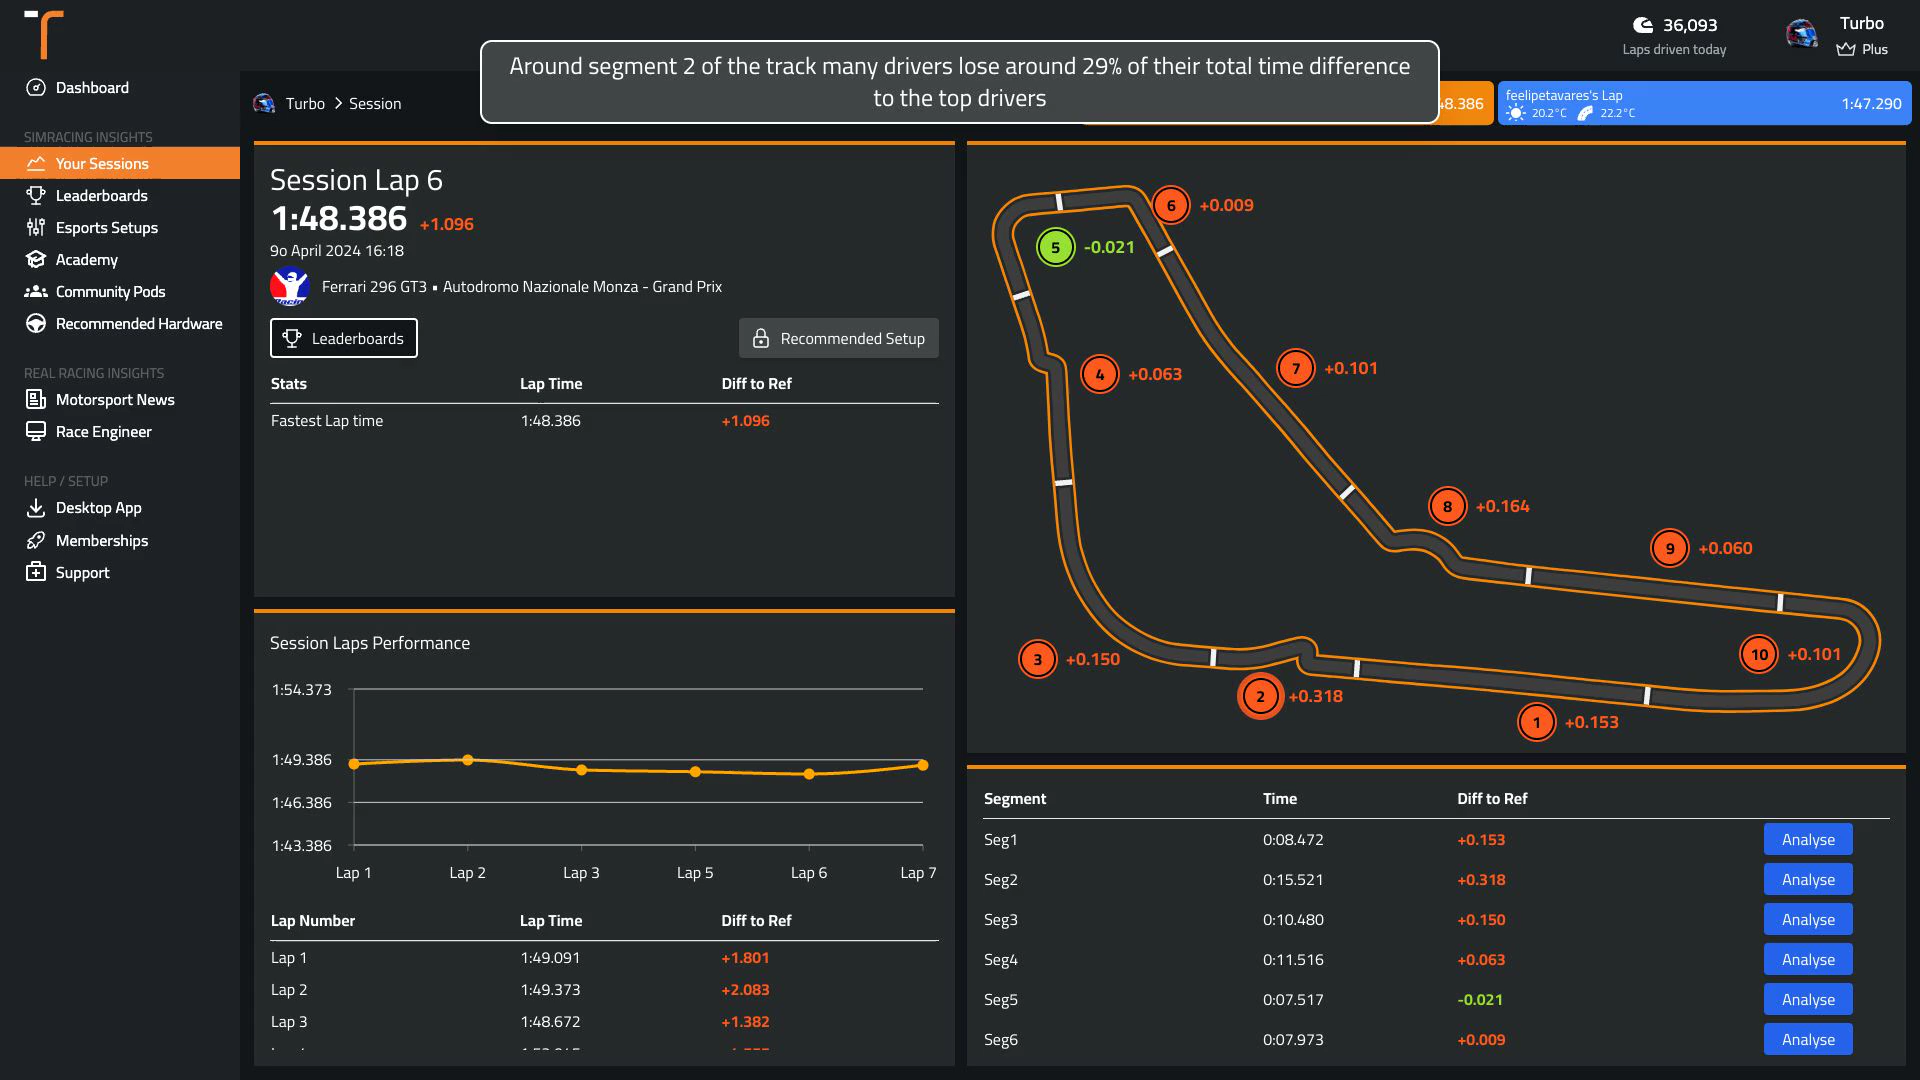 36,093
Laps driven today
Turbo
Plus
Around segment 2 of the track many drivers lose around 29% of their total time difference
to the top drivers
Dashboard
SIMRACING INSIGHTS
Your Sessions
Leaderboards
Esports Setups
Academy
Community Pods
Recommended Hardware
REAL RACING INSIGHTS
Motorsport News
Race Engineer
HELP / SETUP
Desktop App
Memberships
Support
Turbo > Session
8.386
feelipetavares's Lap
20.2°C 22.2°C
1:47.290
Session Lap 6
1:48.386 +1.096
9o April 2024 16:18
Ferrari 296 GT3 • Autodromo Nazionale Monza - Grand Prix
Leaderboards
Recommended Setup
Stats Lap Time Diff to Ref
Fastest Lap time 1:48.386 +1.096
Session Laps Performance
1:54.373
1:49.386
1:46.386
1:43.386
Lap 1 Lap 2 Lap 3 Lap 5 Lap 6 Lap 7
Lap Number Lap Time Diff to Ref
Lap 1 1:49.091 +1.801
Lap 2 1:49.373 +2.083
Lap 3 1:48.672 +1.382
6 +0.009
5 -0.021
7 +0.101
4 +0.063
8 +0.164
9 +0.060
3 +0.150
10 +0.101
2 +0.318
1 +0.153
Segment Time Diff to Ref
Seg1 0:08.472 +0.153 Analyse
Seg2 0:15.521 +0.318 Analyse
Seg3 0:10.480 +0.150 Analyse
Seg4 0:11.516 +0.063 Analyse
Seg5 0:07.517 -0.021 Analyse
Seg6 0:07.973 +0.009 Analyse